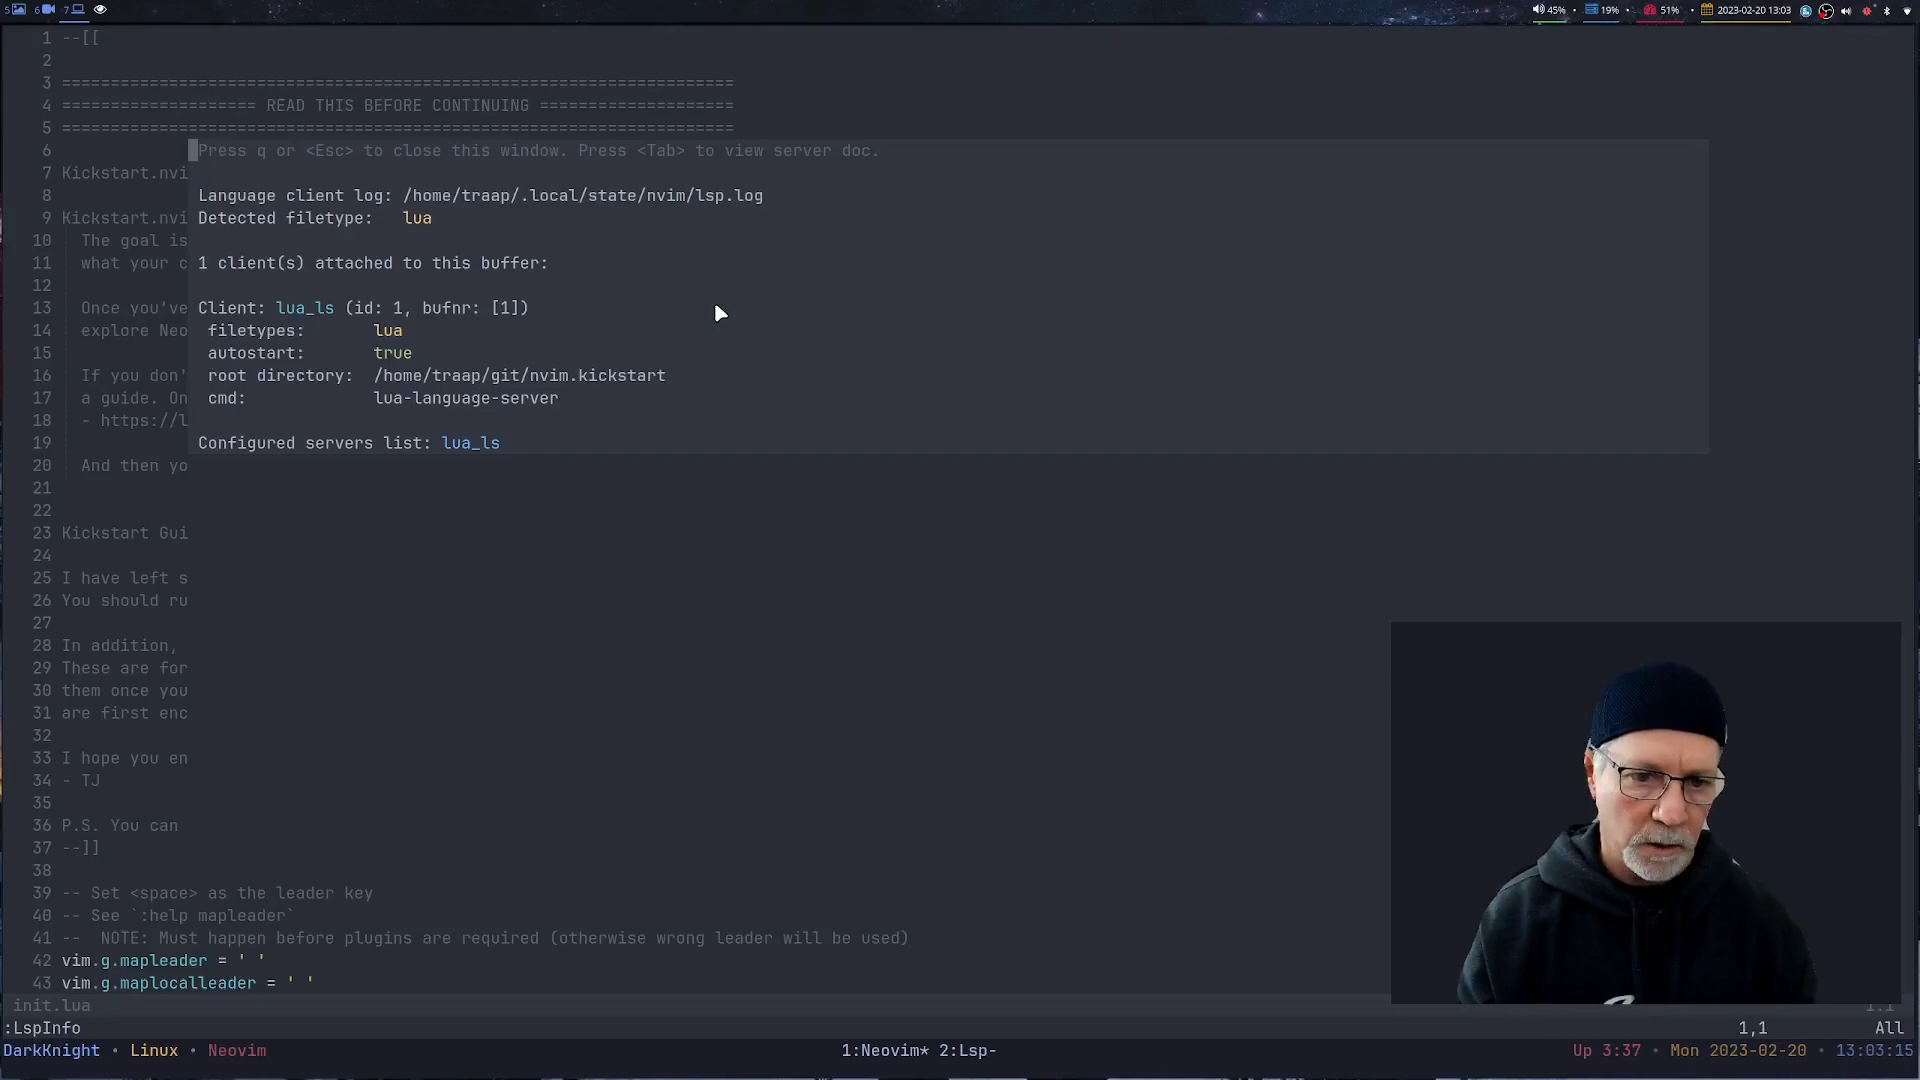 5 6 7 45% 19% 51% 2023-02-20 13:03
1 --[[
2
3 =====================================================================
4 ==================== READ THIS BEFORE CONTINUING ====================
5 =====================================================================
6 Press q or <Esc> to close this window. Press <Tab> to view server doc.
7 Kickstart.nvi
8 Language client log: /home/traap/.local/state/nvim/lsp.log
9 Kickstart.nvi Detected filetype: lua
10 The goal is
11 what your c 1 client(s) attached to this buffer:
12
13 Once you've Client: lua_ls (id: 1, bufnr: [1])
14 explore Neo filetypes: lua
15 autostart: true
16 If you don' root directory: /home/traap/git/nvim.kickstart
17 a guide. On cmd: lua-language-server
18 - https://l
19 Configured servers list: lua_ls
20 And then yo
21
22
23 Kickstart Gui
24
25 I have left s
26 You should ru
27
28 In addition,
29 These are for
30 them once you
31 are first enc
32
33 I hope you en
34 - TJ
35
36 P.S. You can
37 --]]
38
39 -- Set <space> as the leader key
40 -- See `:help mapleader`
41 --  NOTE: Must happen before plugins are required (otherwise wrong leader will be used)
42 vim.g.mapleader = ' '
43 vim.g.maplocalleader = ' '
init.lua 1,1
:LspInfo 1,1 All
DarkKnight • Linux • Neovim 1:Neovim* 2:Lsp- Up 3:37 • Mon 2023-02-20 • 13:03:15